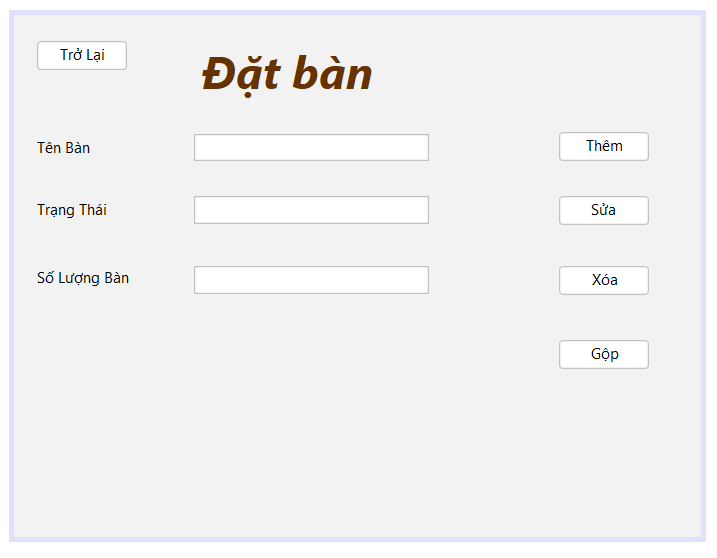 Trở Lại
Đặt bàn
Tên Bàn
Thêm
Trạng Thái
Sửa
Số Lượng Bàn
Xóa
Gộp